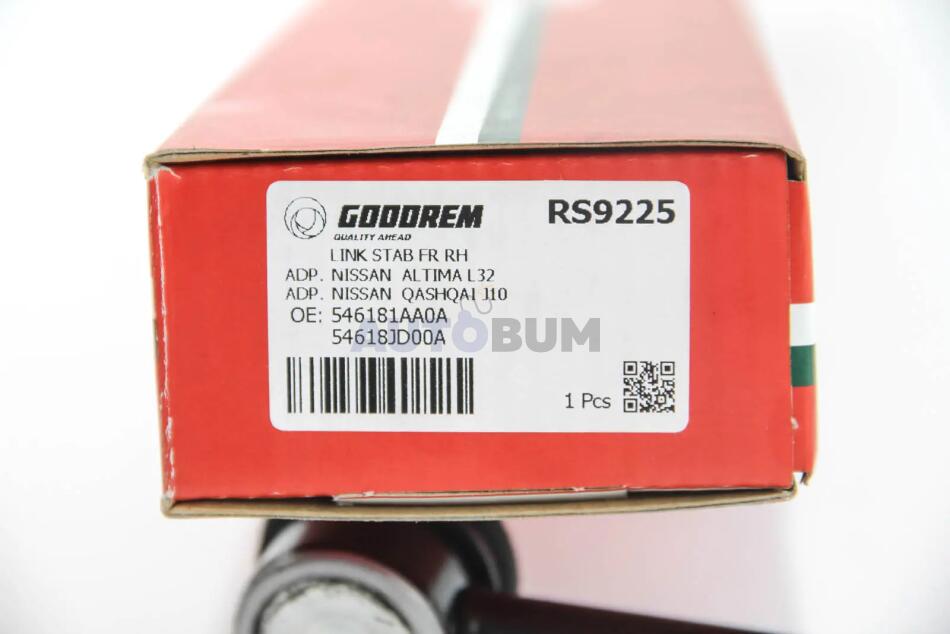 GOODREM
QUALITY AHEAD
RS9225
LINK STAB FR RH
ADP. NISSAN ALTIMA L32
ADP. NISSAN QASHQAI J10
OE: 546181AA0A
54618JD00A
AUTOBUM
1 Pcs